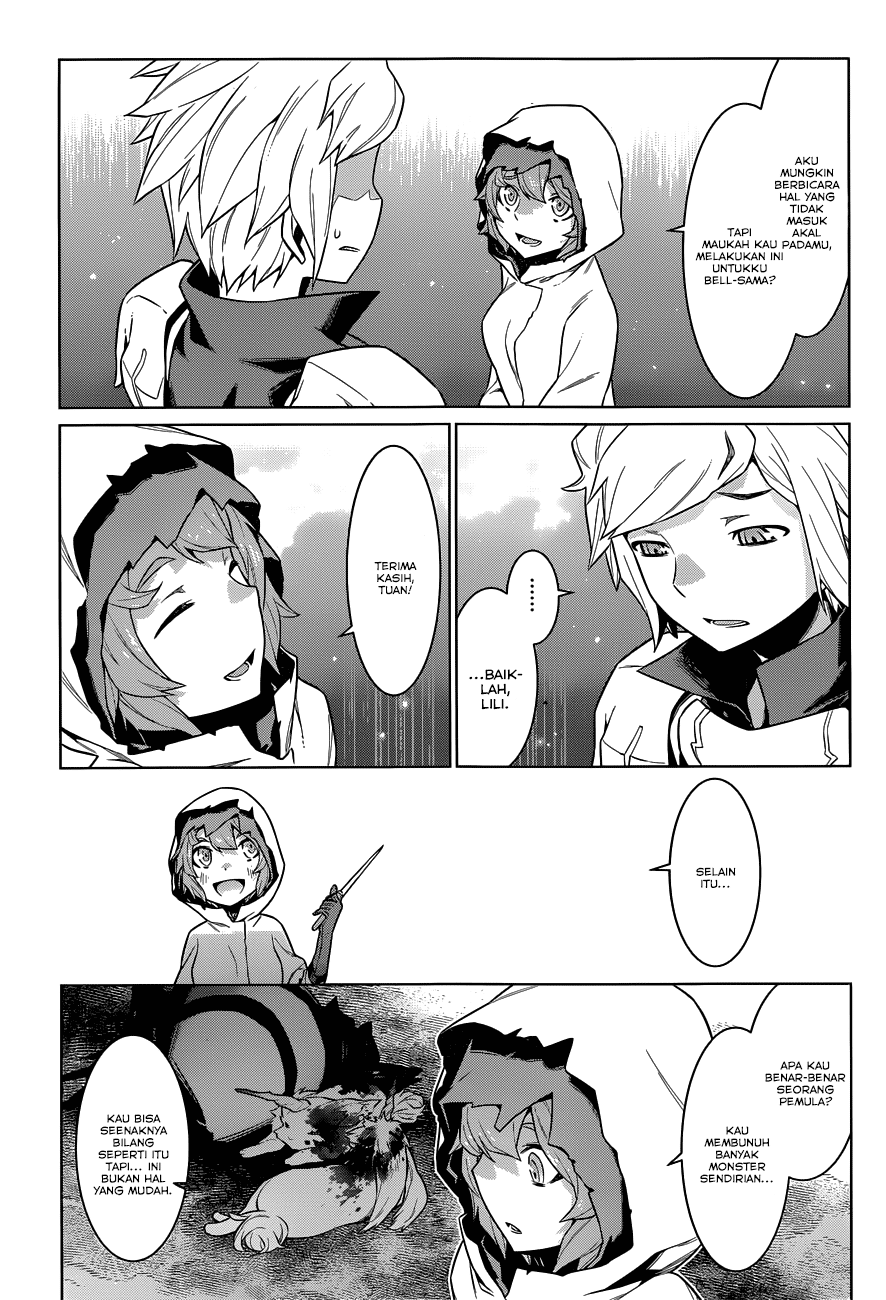 AKU
MUNGKIN
BERBICARA
HAL YANG
TIDAK
MASUK
AKAL
PADAMU,
TAPI
MAUKAH KAU
MELAKUKAN INI
UNTUKKU
BELL-SAMA?
......
...BAIK-
LAH,
LILI.
TERIMA
KASIH,
TUAN!
SELAIN
ITU...
APA KAU
BENAR-BENAR
SEORANG
PEMULA?
KAU
MEMBUNUH
BANYAK
MONSTER
SENDIRIAN...
KAU BISA
SEENAKNYA
BILANG
SEPERTI ITU
TAPI... INI
BUKAN HAL
YANG MUDAH.